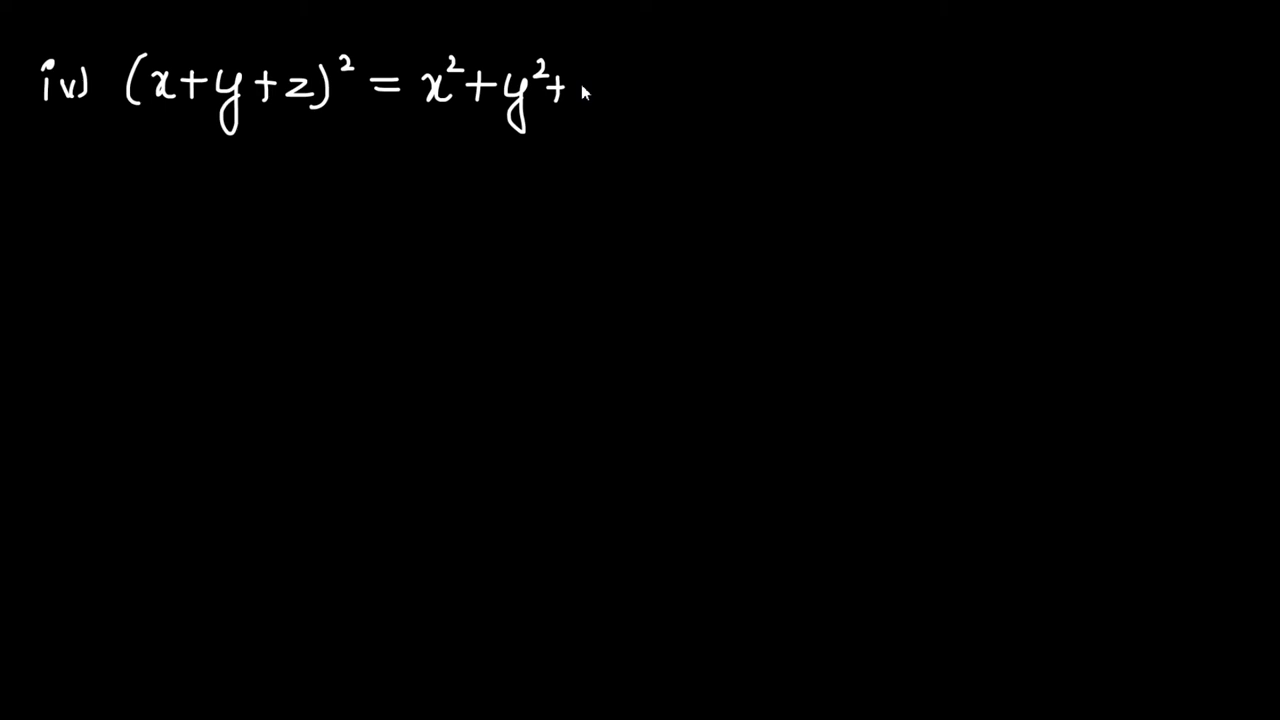 iv) (x+y+z)² = x²+y²+